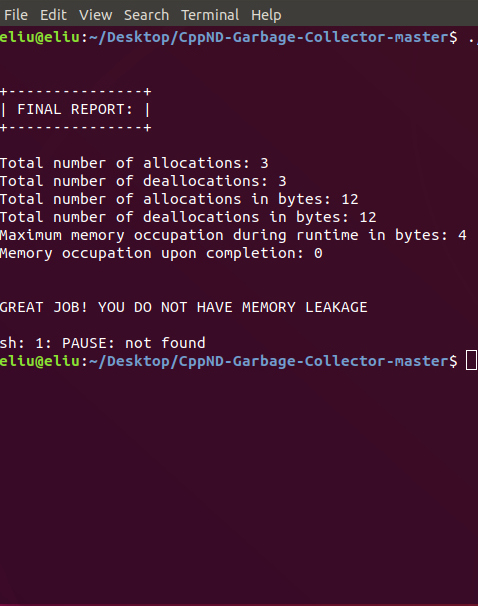 File Edit View Search Terminal Help
eliu@eliu:~/Desktop/CppND-Garbage-Collector-master$ ./
+---------------+
| FINAL REPORT: |
+---------------+
Total number of allocations: 3
Total number of deallocations: 3
Total number of allocations in bytes: 12
Total number of deallocations in bytes: 12
Maximum memory occupation during runtime in bytes: 4
Memory occupation upon completion: 0
GREAT JOB! YOU DO NOT HAVE MEMORY LEAKAGE
sh: 1: PAUSE: not found
eliu@eliu:~/Desktop/CppND-Garbage-Collector-master$